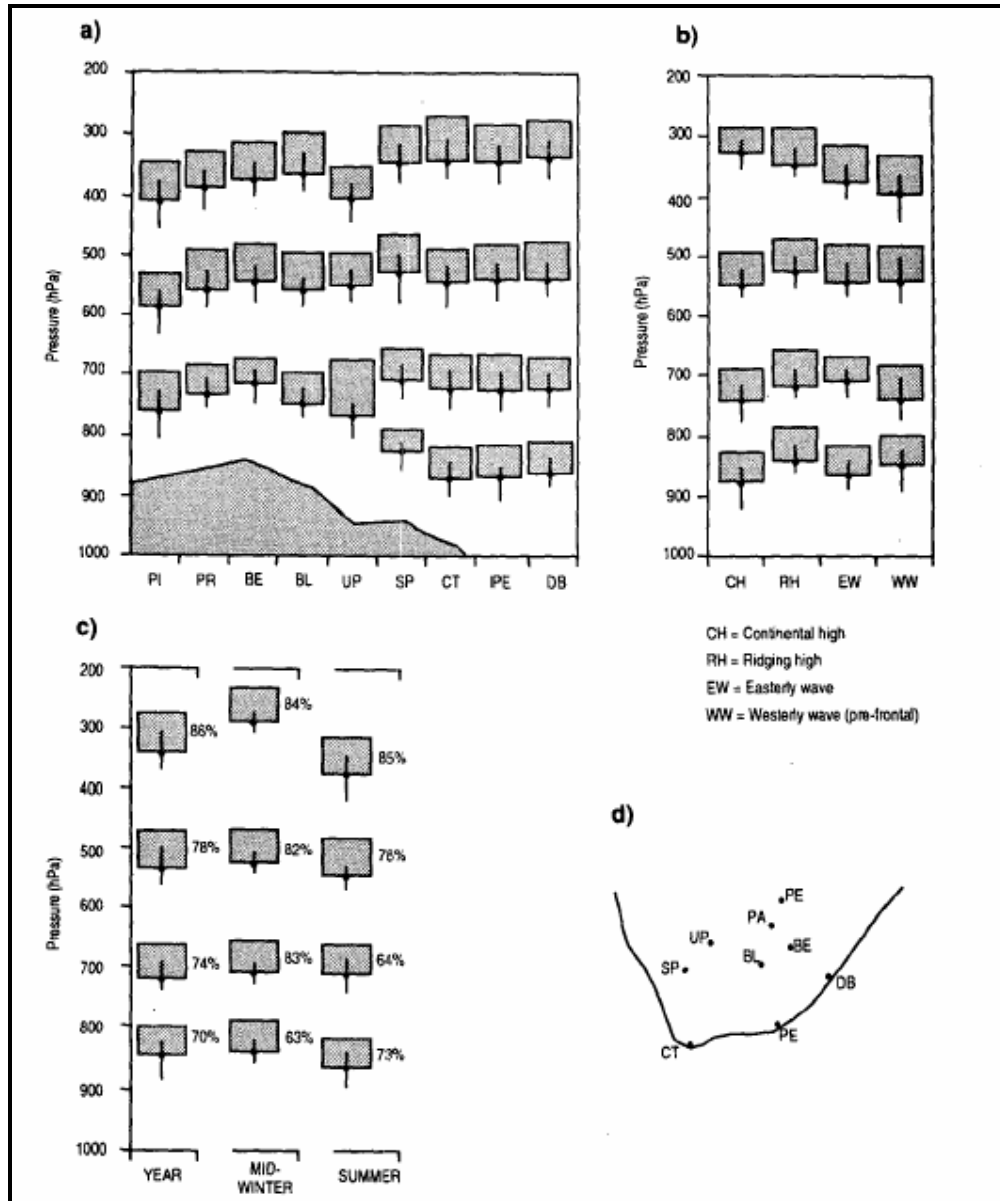 a)
200
300
400
500
600
700
800
900
1000
Pressure (hPa)
PI PR BE BL UP SP CT IPE DB
b)
200
300
400
500
600
700
800
900
1000
Pressure (hPa)
CH RH EW WW
CH = Continental high
RH = Ridging high
EW = Easterly wave
WW = Westerly wave (pre-frontal)
c)
200
300
400
500
600
700
800
900
1000
Pressure (hPa)
86% 84% 85%
78% 82% 78%
74% 83% 64%
70% 63% 73%
YEAR MID-
WINTER SUMMER
d)
PE
PA
UP BE
BL
SP
DB
PE
CT